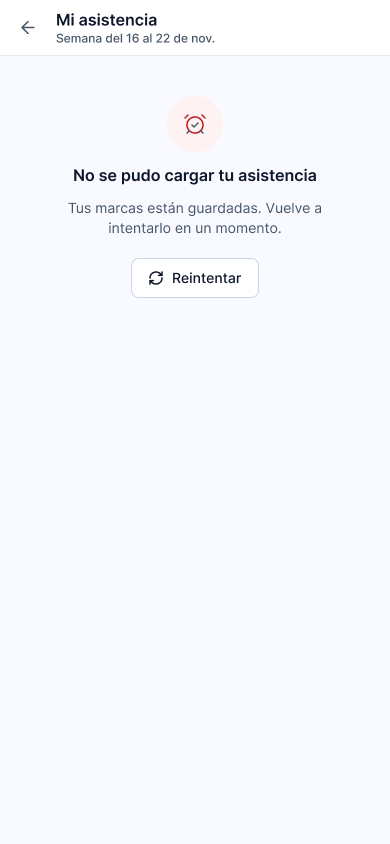 Mi asistencia
Semana del 16 al 22 de nov.
No se pudo cargar tu asistencia
Tus marcas están guardadas. Vuelve a
intentarlo en un momento.
Reintentar